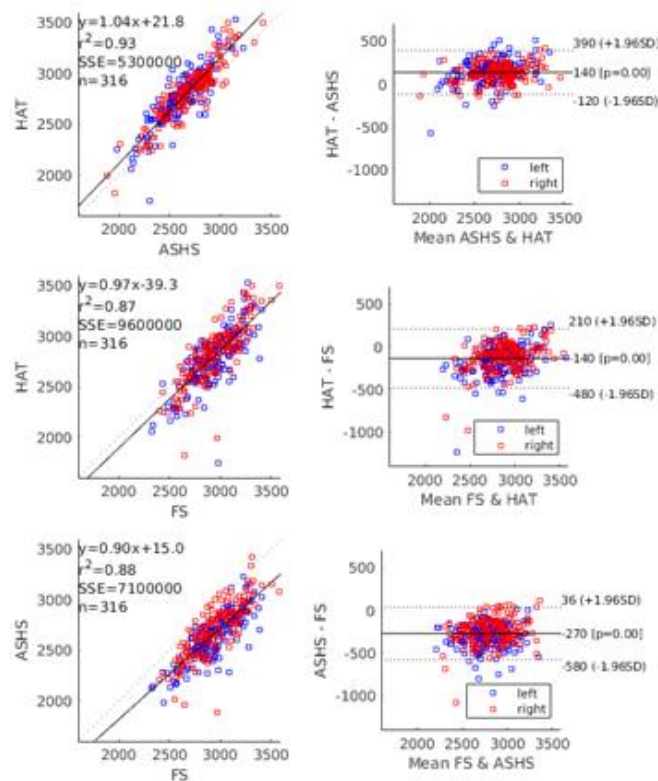 y=1.04x+21.8
r²=0.93
SSE=5300000
n=316
3500
3000
2500
2000
HAT
2000 2500 3000 3500
ASHS
500
0
-500
-1000
HAT - ASHS
390 (+1.96SD)
140 [p=0.00]
-120 (-1.96SD)
left
right
2000 2500 3000 3500
Mean ASHS & HAT
y=0.97x-39.3
r²=0.87
SSE=9600000
n=316
3500
3000
2500
2000
HAT
2000 2500 3000 3500
FS
500
0
-500
-1000
HAT - FS
210 (+1.96SD)
-140 [p=0.00]
-480 (-1.96SD)
left
right
2000 2500 3000 3500
Mean FS & HAT
y=0.90x+15.0
r²=0.88
SSE=7100000
n=316
3500
3000
2500
2000
ASHS
2000 2500 3000 3500
FS
500
0
-500
-1000
ASHS - FS
36 (+1.96SD)
-270 [p=0.00]
-580 (-1.96SD)
left
right
2000 2500 3000 3500
Mean FS & ASHS